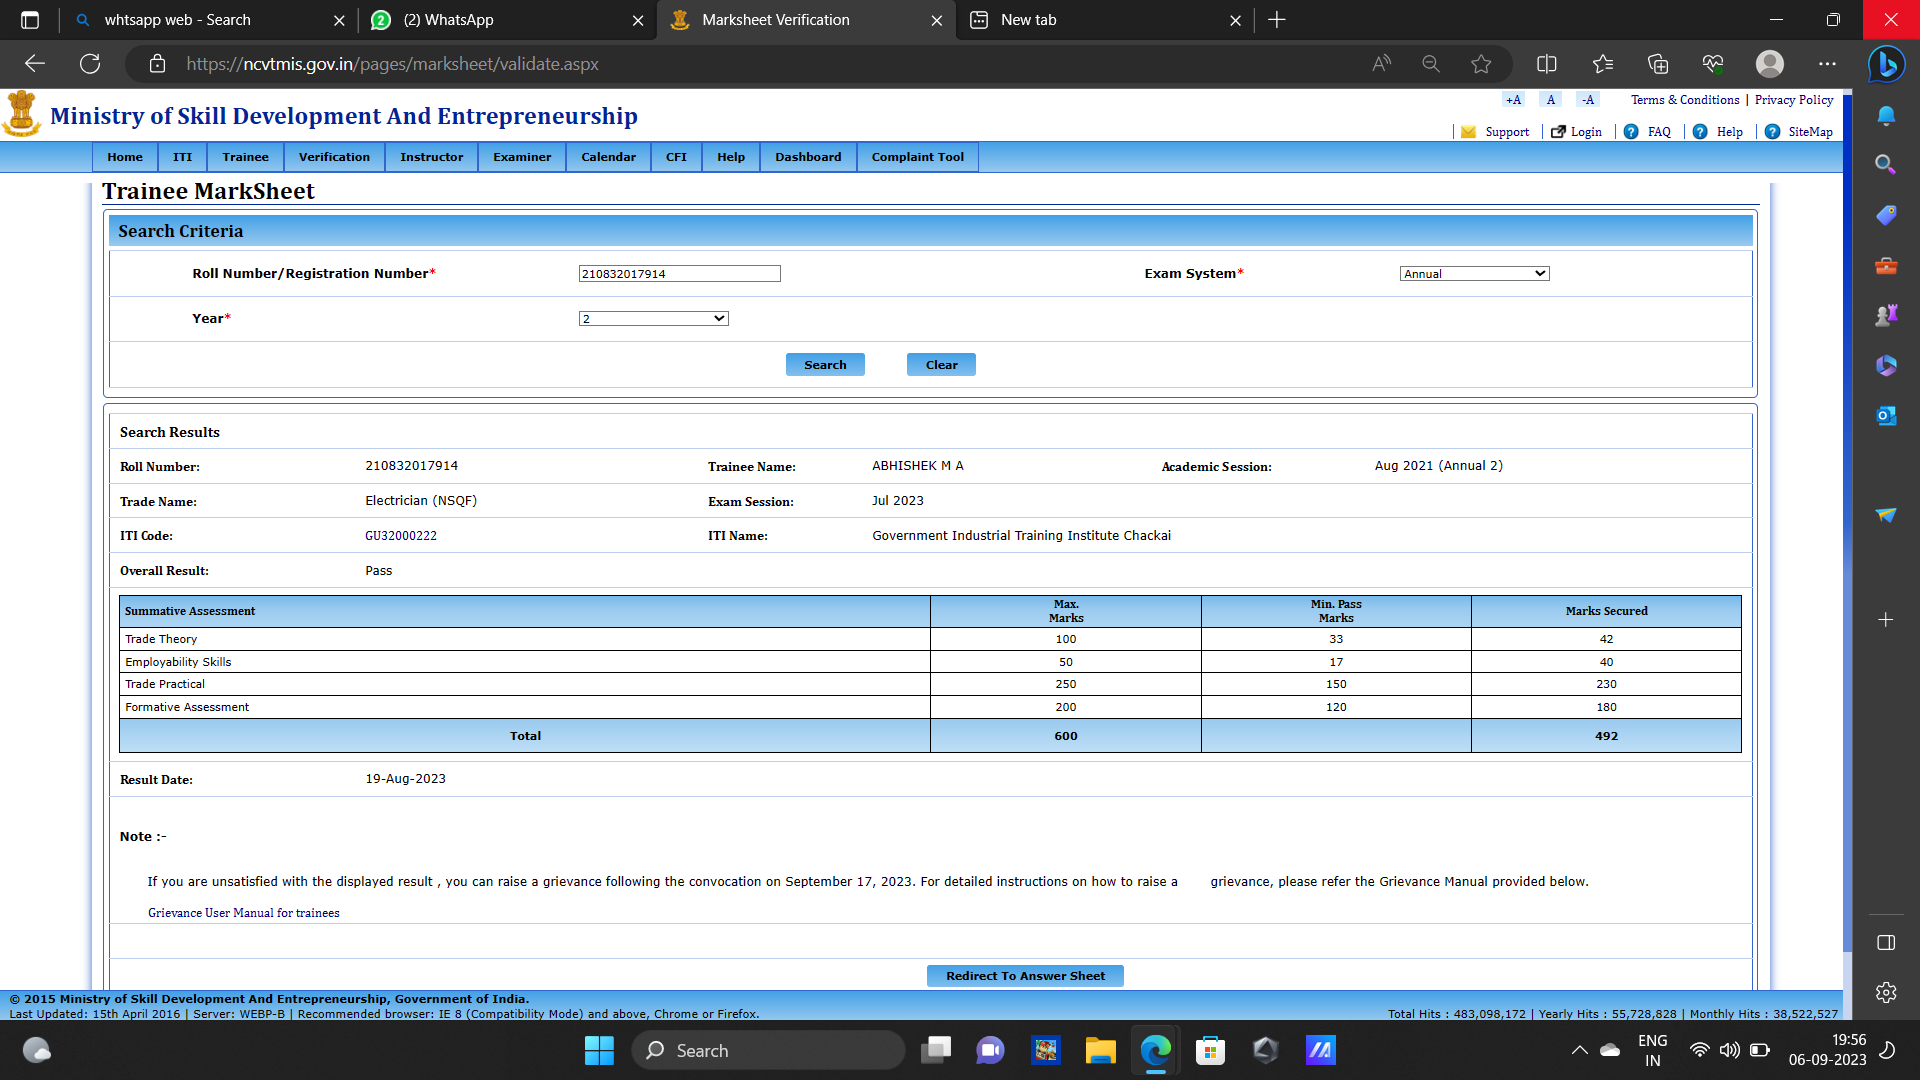 whtsapp web - Search
(2) WhatsApp
Marksheet Verification
New tab
https://ncvtmis.gov.in/pages/marksheet/validate.aspx
Ministry of Skill Development And Entrepreneurship
+A A -A Terms & Conditions | Privacy Policy
Support | Login | FAQ | Help | SiteMap
Home ITI Trainee Verification Instructor Examiner Calendar CFI Help Dashboard Complaint Tool
Trainee MarkSheet
Search Criteria
Roll Number/Registration Number* 210832017914 Exam System* Annual
Year* 2
Search Clear
Search Results
Roll Number: 210832017914 Trainee Name: ABHISHEK M A Academic Session: Aug 2021 (Annual 2)
Trade Name: Electrician (NSQF) Exam Session: Jul 2023
ITI Code: GU32000222 ITI Name: Government Industrial Training Institute Chackai
Overall Result: Pass
Summative Assessment Max. Marks Min. Pass Marks Marks Secured
Trade Theory 100 33 42
Employability Skills 50 17 40
Trade Practical 250 150 230
Formative Assessment 200 120 180
Total 600 492
Result Date: 19-Aug-2023
Note :-
If you are unsatisfied with the displayed result , you can raise a grievance following the convocation on September 17, 2023. For detailed instructions on how to raise a grievance, please refer the Grievance Manual provided below.
Grievance User Manual for trainees
Redirect To Answer Sheet
© 2015 Ministry of Skill Development And Entrepreneurship, Government of India.
Last Updated: 15th April 2016 | Server: WEBP-B | Recommended browser: IE 8 (Compatibility Mode) and above, Chrome or Firefox. Total Hits : 483,098,172 | Yearly Hits : 55,728,828 | Monthly Hits : 38,522,527
Search
ENG
IN
19:56
06-09-2023